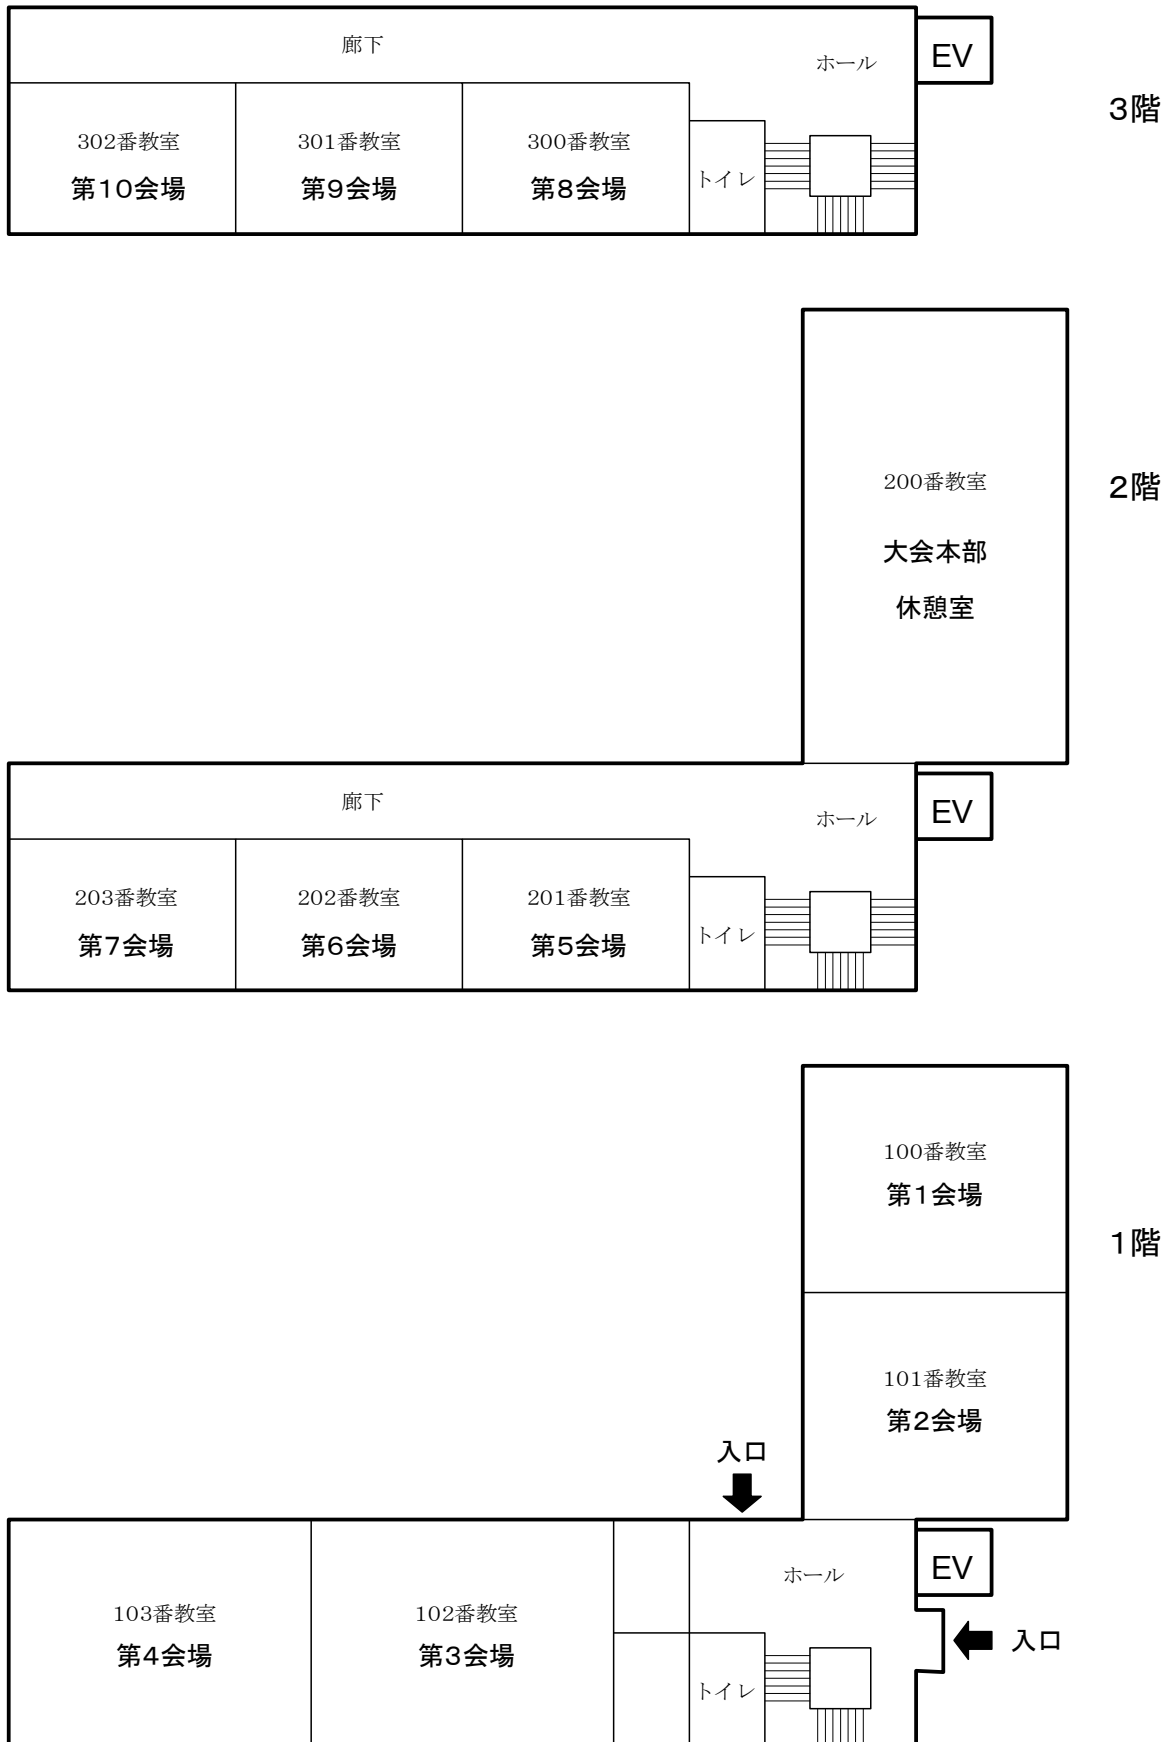 廊下
ホール
EV
3階
302番教室
第10会場
301番教室
第9会場
300番教室
第8会場
トイレ
200番教室
大会本部
休憩室
2階
廊下
ホール
EV
203番教室
第7会場
202番教室
第6会場
201番教室
第5会場
トイレ
100番教室
第1会場
1階
101番教室
第2会場
入口
ホール
EV
103番教室
第4会場
102番教室
第3会場
入口
トイレ